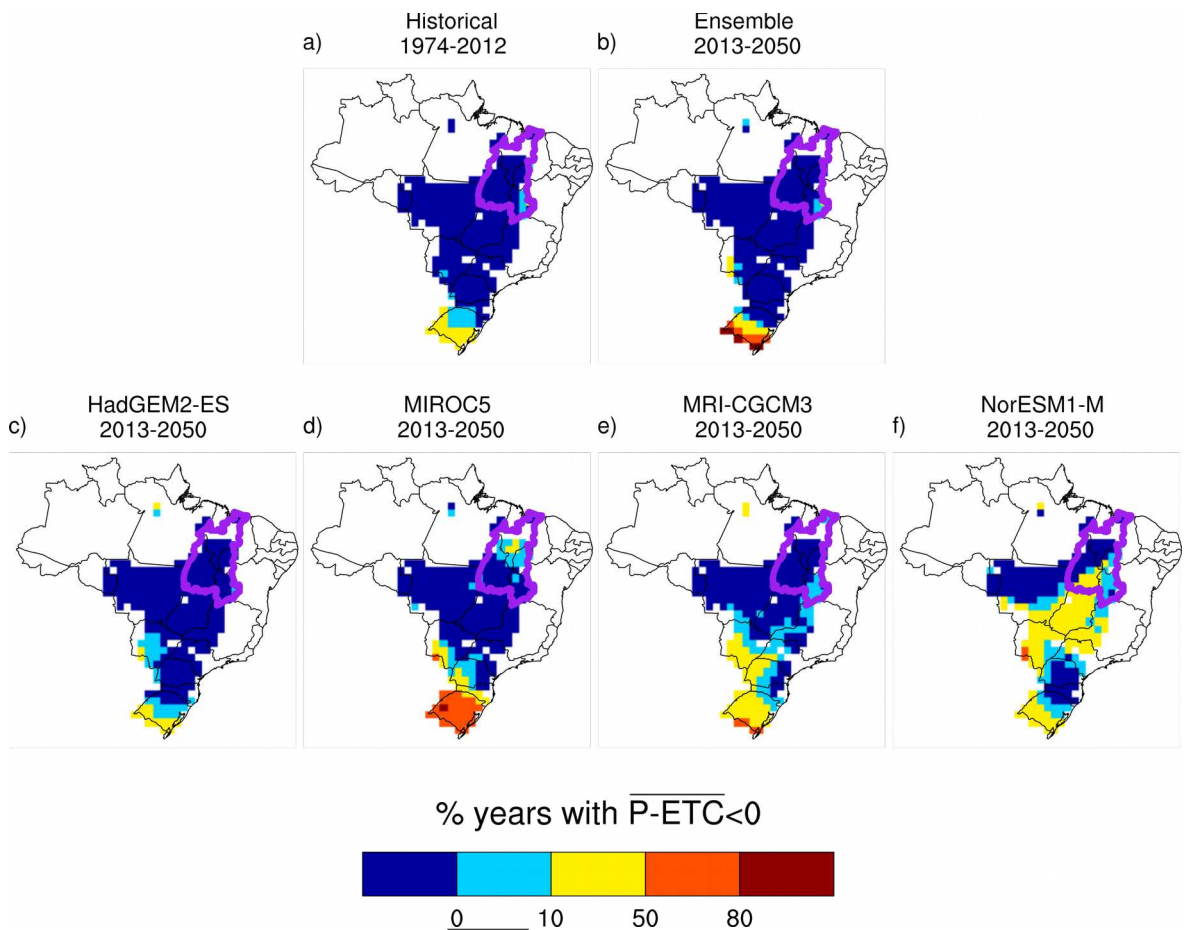 Historical
a) 1974-2012
Ensemble
b) 2013-2050
HadGEM2-ES
c) 2013-2050
MIROC5
d) 2013-2050
MRI-CGCM3
e) 2013-2050
NorESM1-M
f) 2013-2050
% years with P-ETC<0
0 10 50 80